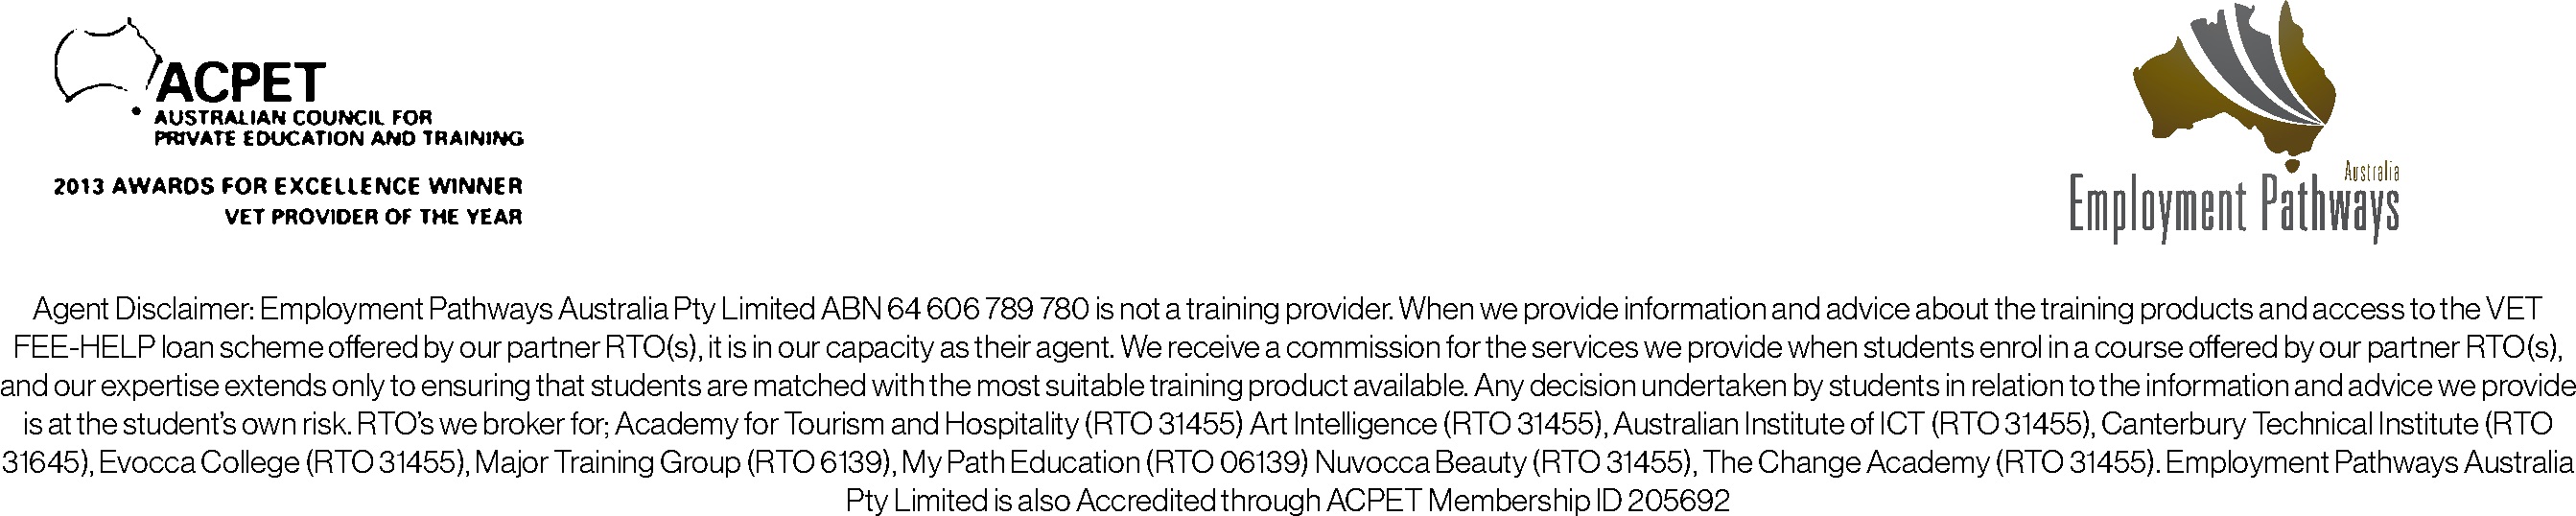 ACPET
AUSTRALIAN COUNCIL FOR
PRIVATE EDUCATION AND TRAINING
2013 AWARDS FOR EXCELLENCE WINNER
VET PROVIDER OF THE YEAR
Australia
Employment Pathways
Agent Disclaimer: Employment Pathways Australia Pty Limited ABN 64 606 789 780 is not a training provider. When we provide information and advice about the training products and access to the VET
FEE-HELP loan scheme offered by our partner RTO(s), it is in our capacity as their agent. We receive a commission for the services we provide when students enrol in a course offered by our partner RTO(s),
and our expertise extends only to ensuring that students are matched with the most suitable training product available. Any decision undertaken by students in relation to the information and advice we provide
is at the student’s own risk. RTO’s we broker for; Academy for Tourism and Hospitality (RTO 31455) Art Intelligence (RTO 31455), Australian Institute of ICT (RTO 31455), Canterbury Technical Institute (RTO
31645), Evocca College (RTO 31455), Major Training Group (RTO 6139), My Path Education (RTO 06139) Nuvocca Beauty (RTO 31455), The Change Academy (RTO 31455). Employment Pathways Australia
Pty Limited is also Accredited through ACPET Membership ID 205692